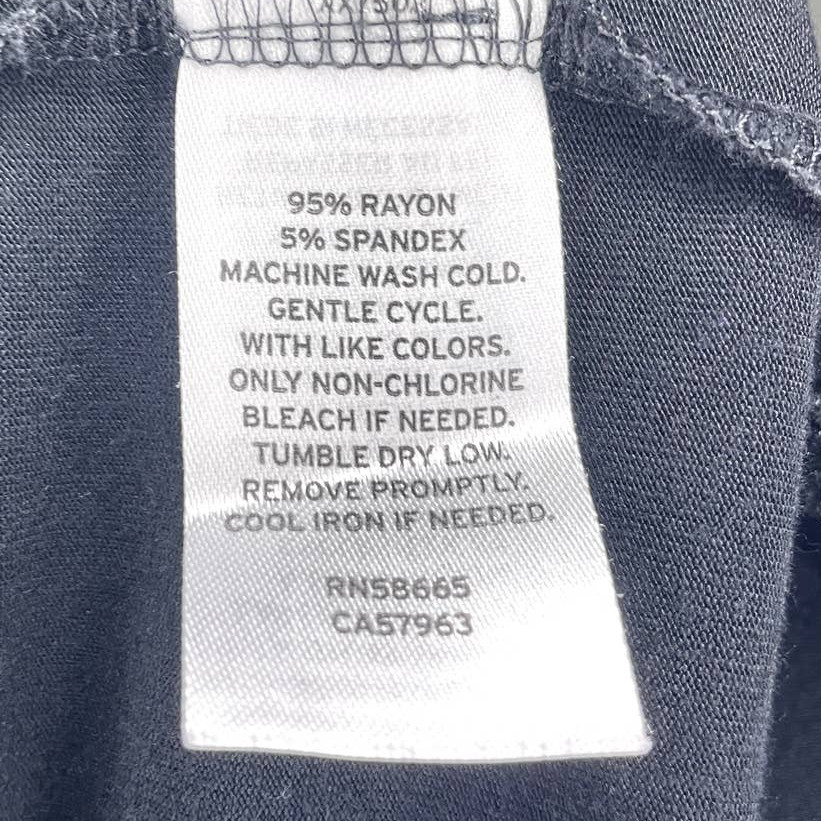 95% RAYON
5% SPANDEX
MACHINE WASH COLD.
GENTLE CYCLE.
WITH LIKE COLORS.
ONLY NON-CHLORINE
BLEACH IF NEEDED.
TUMBLE DRY LOW.
REMOVE PROMPTLY.
COOL IRON IF NEEDED.
RN58665
CA57963